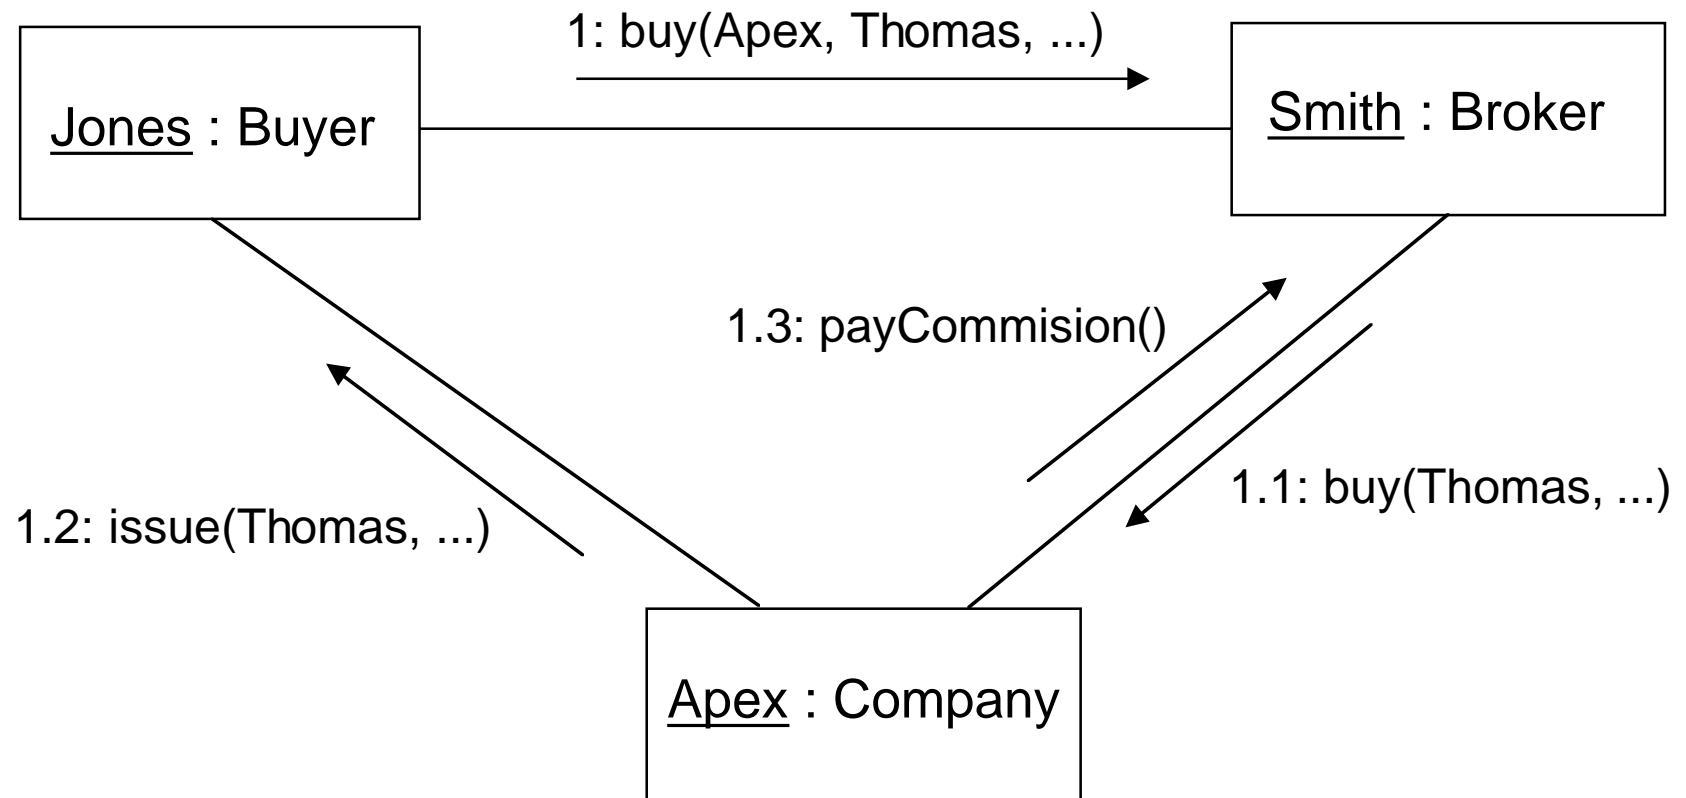 1: buy(Apex, Thomas, ...)
Jones : Buyer
Smith : Broker
1.3: payCommision()
1.1: buy(Thomas, ...)
1.2: issue(Thomas, ...)
Apex : Company